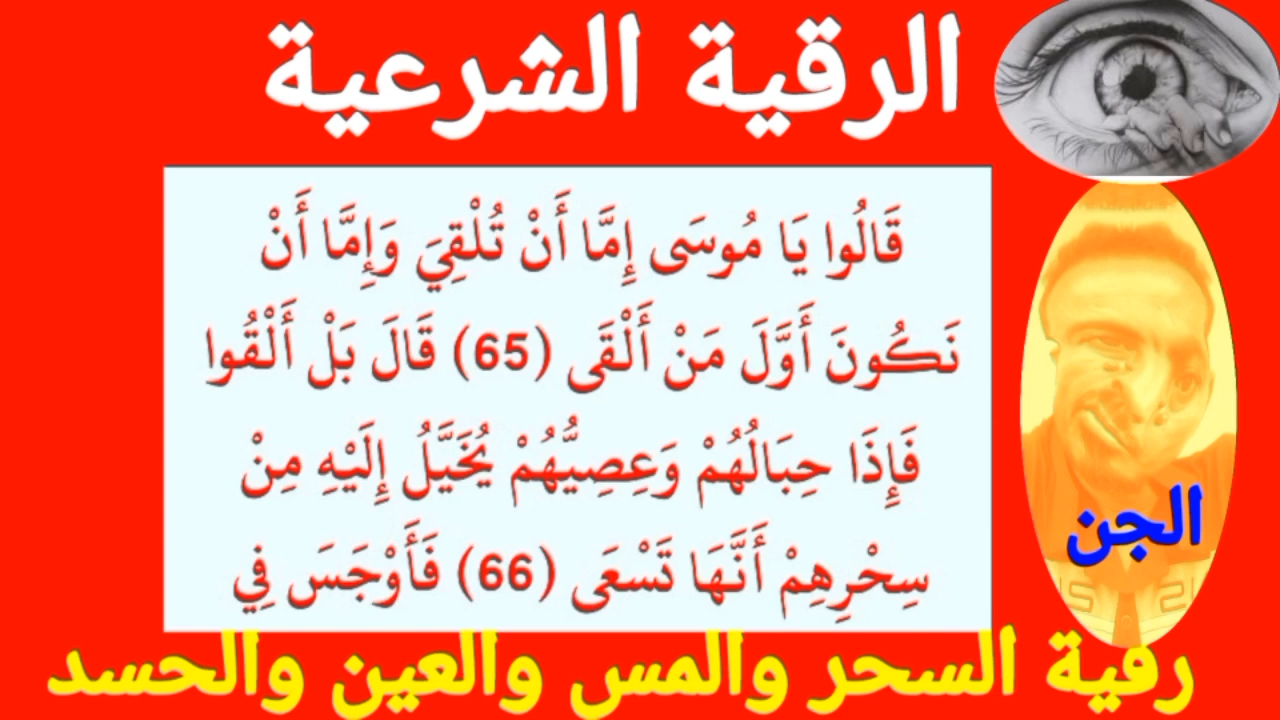 الرقية الشرعية
قَالُوا يَا مُوسَى إِمَّا أَنْ تُلْقِيَ وَإِمَّا أَنْ
نَكُونَ أَوَّلَ مَنْ أَلْقَى (65) قَالَ بَلْ أَلْقُوا
فَإِذَا حِبَالُهُمْ وَعِصِيُّهُمْ يُخَيَّلُ إِلَيْهِ مِنْ
سِحْرِهِمْ أَنَّهَا تَسْعَى (66) فَأَوْجَسَ فِي
الجن
رقية السحر والمس والعين والحسد